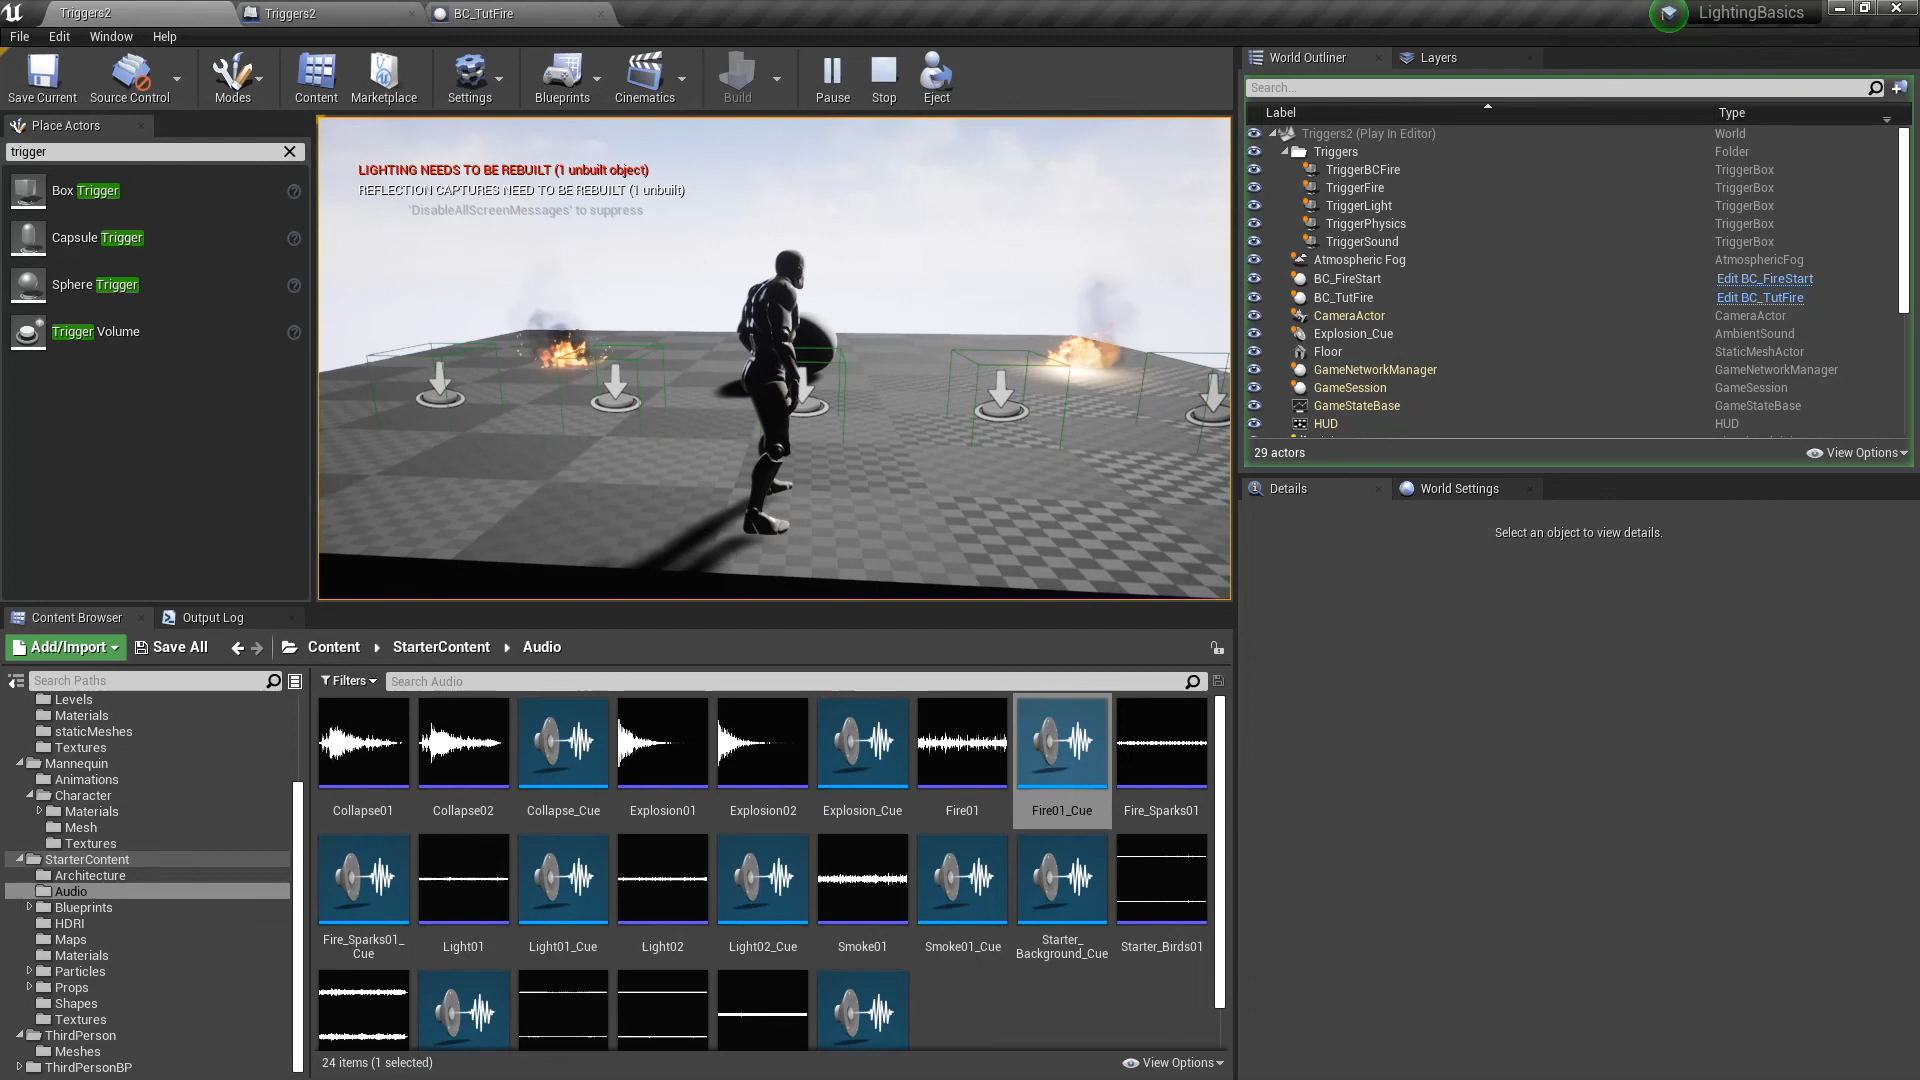 Triggers2
Triggers2
BC_TutFire
LightingBasics
File Edit Window Help
Save Current
Source Control
Modes
Content
Marketplace
Settings
Blueprints
Cinematics
Build
Pause
Stop
Eject
Place Actors
trigger
Box Trigger
Capsule Trigger
Sphere Trigger
Trigger Volume
LIGHTING NEEDS TO BE REBUILT (1 unbuilt object)
REFLECTION CAPTURES NEED TO BE REBUILT (1 unbuilt)
'DisableAllScreenMessages' to suppress
World Outliner
Layers
Search...
Label Type
Triggers2 (Play In Editor) World
Triggers Folder
TriggerBCFire TriggerBox
TriggerFire TriggerBox
TriggerLight TriggerBox
TriggerPhysics TriggerBox
TriggerSound TriggerBox
Atmospheric Fog AtmosphericFog
BC_FireStart Edit BC_FireStart
BC_TutFire Edit BC_TutFire
CameraActor CameraActor
Explosion_Cue AmbientSound
Floor StaticMeshActor
GameNetworkManager GameNetworkManager
GameSession GameSession
GameStateBase GameStateBase
HUD HUD
29 actors
View Options
Details
World Settings
Select an object to view details.
Content Browser
Output Log
Add/Import
Save All
Content
StarterContent
Audio
Search Paths
Filters
Search Audio
Levels
Materials
staticMeshes
Textures
Mannequin
Animations
Character
Materials
Mesh
Textures
StarterContent
Architecture
Audio
Blueprints
HDRI
Maps
Materials
Particles
Props
Shapes
Textures
ThirdPerson
Meshes
ThirdPersonBP
Collapse01
Collapse02
Collapse_Cue
Explosion01
Explosion02
Explosion_Cue
Fire01
Fire01_Cue
Fire_Sparks01
Fire_Sparks01_
Cue
Light01
Light01_Cue
Light02
Light02_Cue
Smoke01
Smoke01_Cue
Starter_
Background_Cue
Starter_Birds01
24 items (1 selected)
View Options